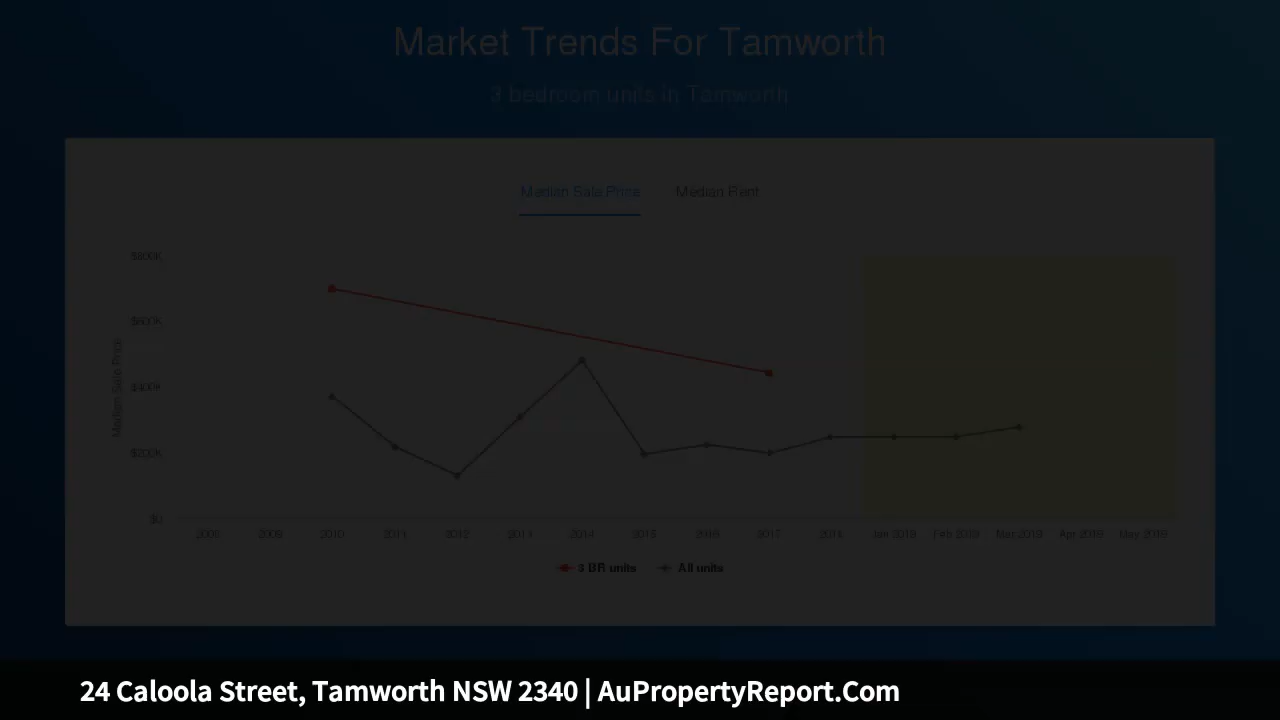 Market Trends For Tamworth
3 bedroom units in Tamworth
Median Sale Price Median Rent
$800K
$600K
$400K
$200K
$0
Median Sale Price
2008 2009 2010 2011 2012 2013 2014 2015 2016 2017 2018 Jan 2019 Feb 2019 Mar 2019 Apr 2019 May 2019
3 BR units All units
24 Caloola Street, Tamworth NSW 2340 | AuPropertyReport.Com